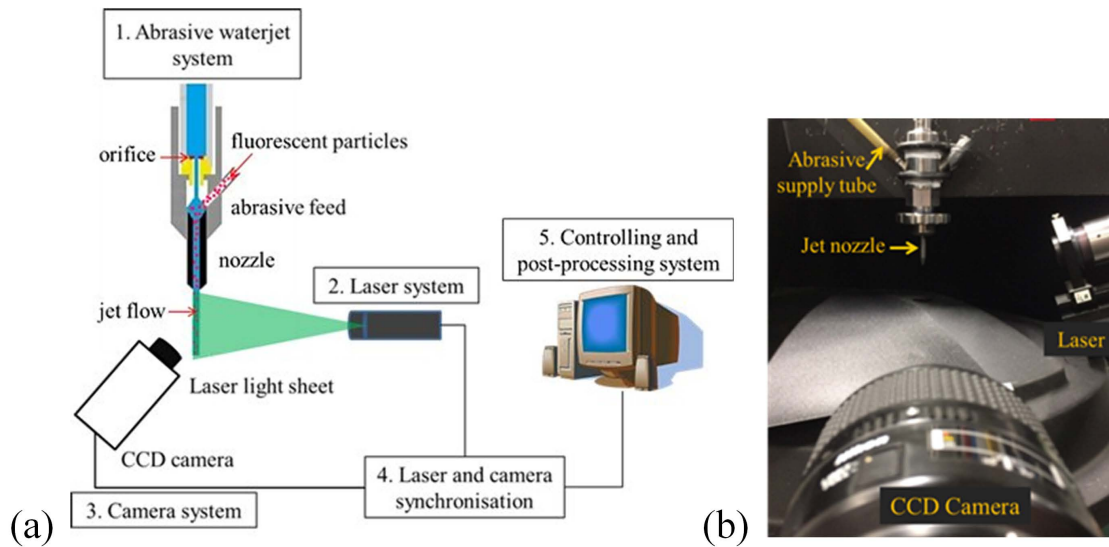 1. Abrasive waterjet
system
orifice
fluorescent particles
abrasive feed
nozzle
jet flow
2. Laser system
5. Controlling and
post-processing system
Laser light sheet
CCD camera
3. Camera system
4. Laser and camera
synchronisation
(a)
Abrasive
supply tube
Jet nozzle
Laser
CCD Camera
(b)